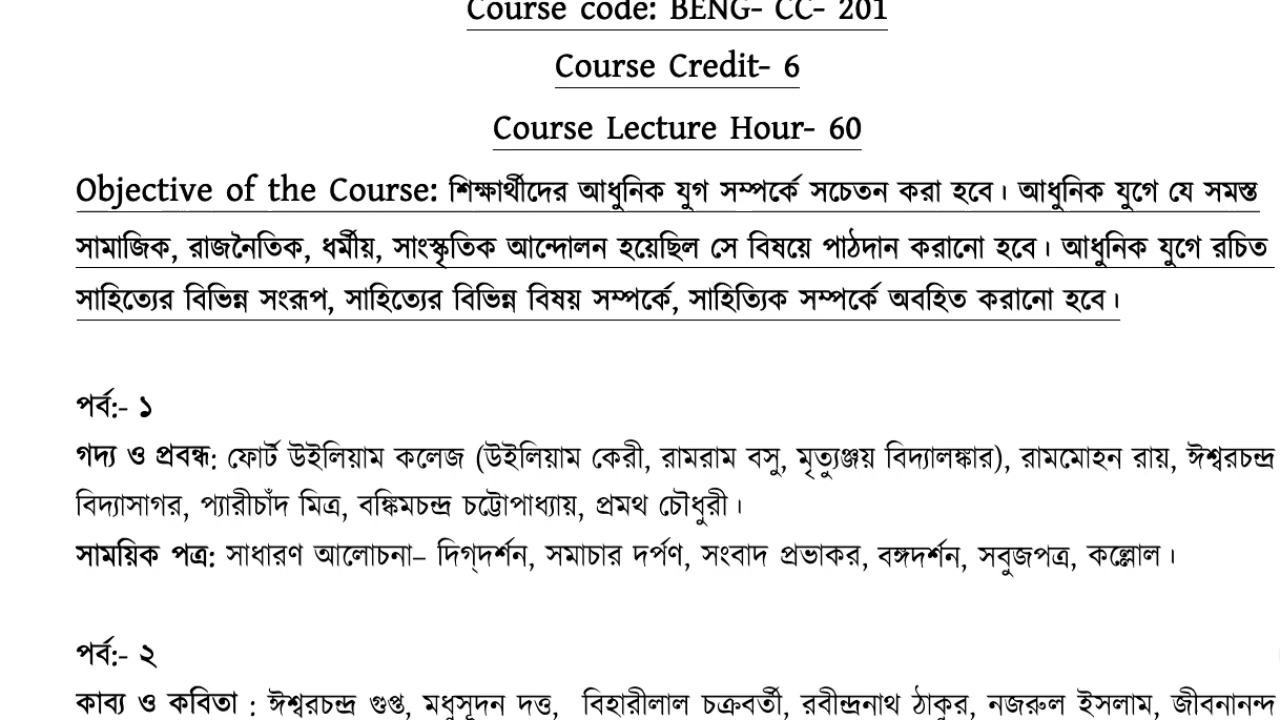 Course code: BENG- CC- 201
Course Credit- 6
Course Lecture Hour- 60
Objective of the Course: শিক্ষার্থীদের আধুনিক যুগ সম্পর্কে সচেতন করা হবে। আধুনিক যুগে যে সমস্ত
সামাজিক, রাজনৈতিক, ধর্মীয়, সাংস্কৃতিক আন্দোলন হয়েছিল সে বিষয়ে পাঠদান করানো হবে। আধুনিক যুগে রচিত
সাহিত্যের বিভিন্ন সংরূপ, সাহিত্যের বিভিন্ন বিষয় সম্পর্কে, সাহিত্যিক সম্পর্কে অবহিত করানো হবে।
পর্ব:- ১
গদ্য ও প্রবন্ধ: ফোর্ট উইলিয়াম কলেজ (উইলিয়াম কেরী, রামরাম বসু, মৃত্যুঞ্জয় বিদ্যালঙ্কার), রামমোহন রায়, ঈশ্বরচন্দ্র
বিদ্যাসাগর, প্যারীচাঁদ মিত্র, বঙ্কিমচন্দ্র চট্টোপাধ্যায়, প্রমথ চৌধুরী।
সাময়িক পত্র: সাধারণ আলোচনা– দিগ্‌দর্শন, সমাচার দর্পণ, সংবাদ প্রভাকর, বঙ্গদর্শন, সবুজপত্র, কল্লোল।
পর্ব:- ২
কাব্য ও কবিতা : ঈশ্বরচন্দ্র গুপ্ত, মধুসূদন দত্ত, বিহারীলাল চক্রবর্তী, রবীন্দ্রনাথ ঠাকুর, নজরুল ইসলাম, জীবনানন্দ